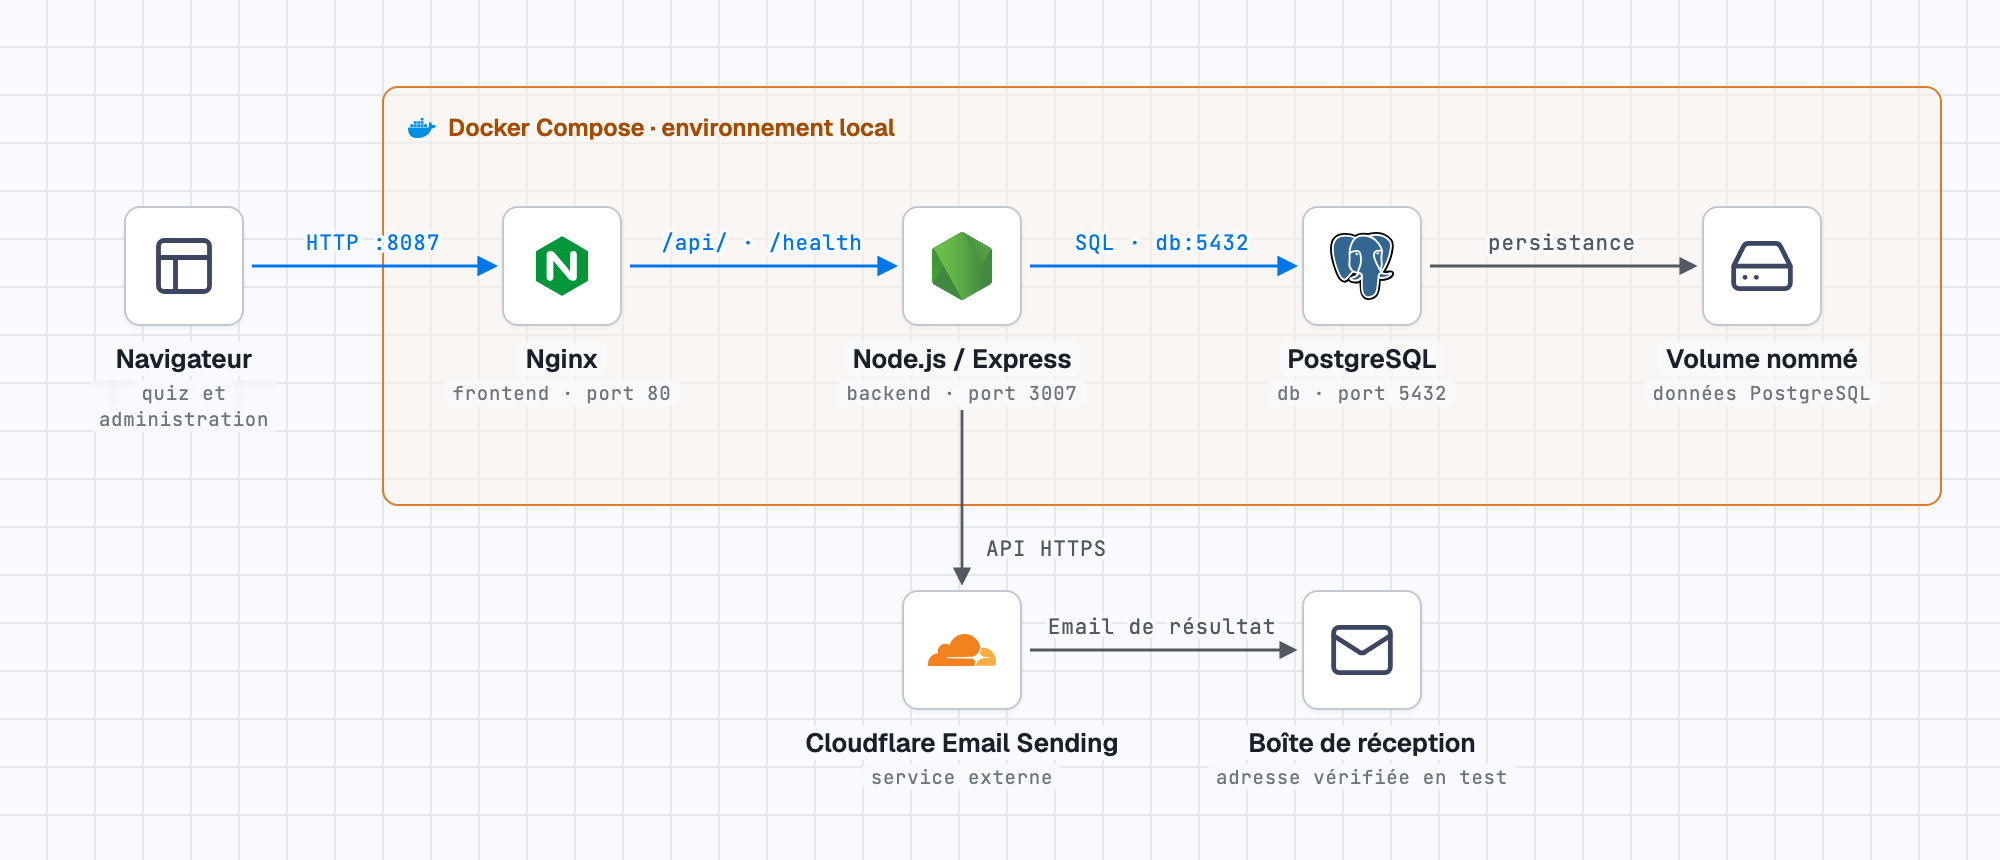 Docker Compose · environnement local
HTTP :8087
/api/ · /health
SQL · db:5432
persistance
Navigateur
quiz et
administration
Nginx
frontend · port 80
Node.js / Express
backend · port 3007
PostgreSQL
db · port 5432
Volume nommé
données PostgreSQL
API HTTPS
Email de résultat
Cloudflare Email Sending
service externe
Boîte de réception
adresse vérifiée en test